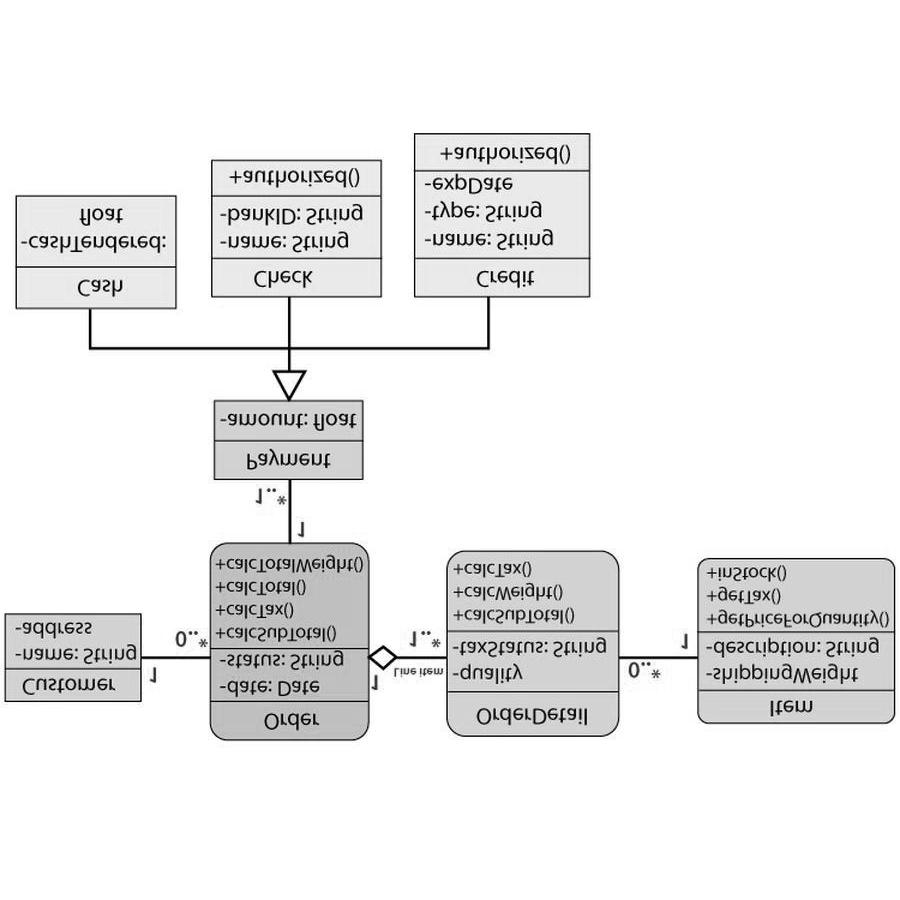 Customer
-name: String
-address
1
0..*
Order
-date: Date
-status: String
+calcSubTotal()
+calcTax()
+calcTotal()
+calcTotalWeight()
1
Line item
1..*
OrderDetail
-quality
-taxStatus: String
+calcSubTotal()
+calcWeight()
+calcTax()
0..*
1
Item
-shippingWeight
-description: String
+getPriceForQuantity()
+getTax()
+inStock()
1
1..*
Payment
-amount: float
Cash
-cashTendered:
float
Check
-name: String
-bankID: String
+authorized()
Credit
-name: String
-type: String
-expDate
+authorized()